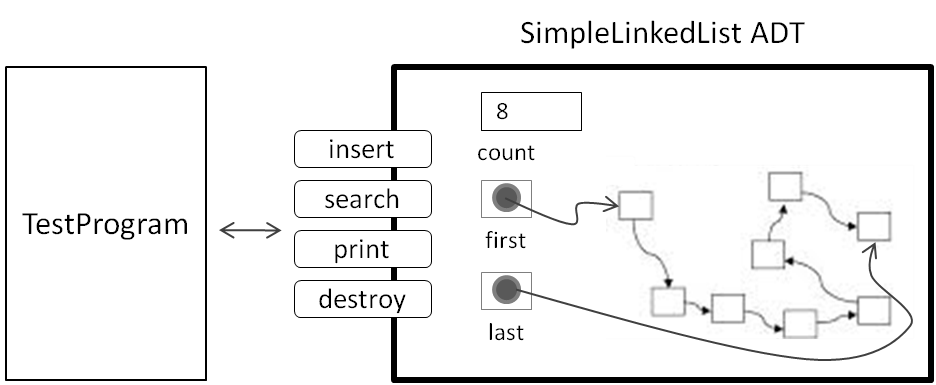 SimpleLinkedList ADT
TestProgram
insert
search
print
destroy
8
count
first
last